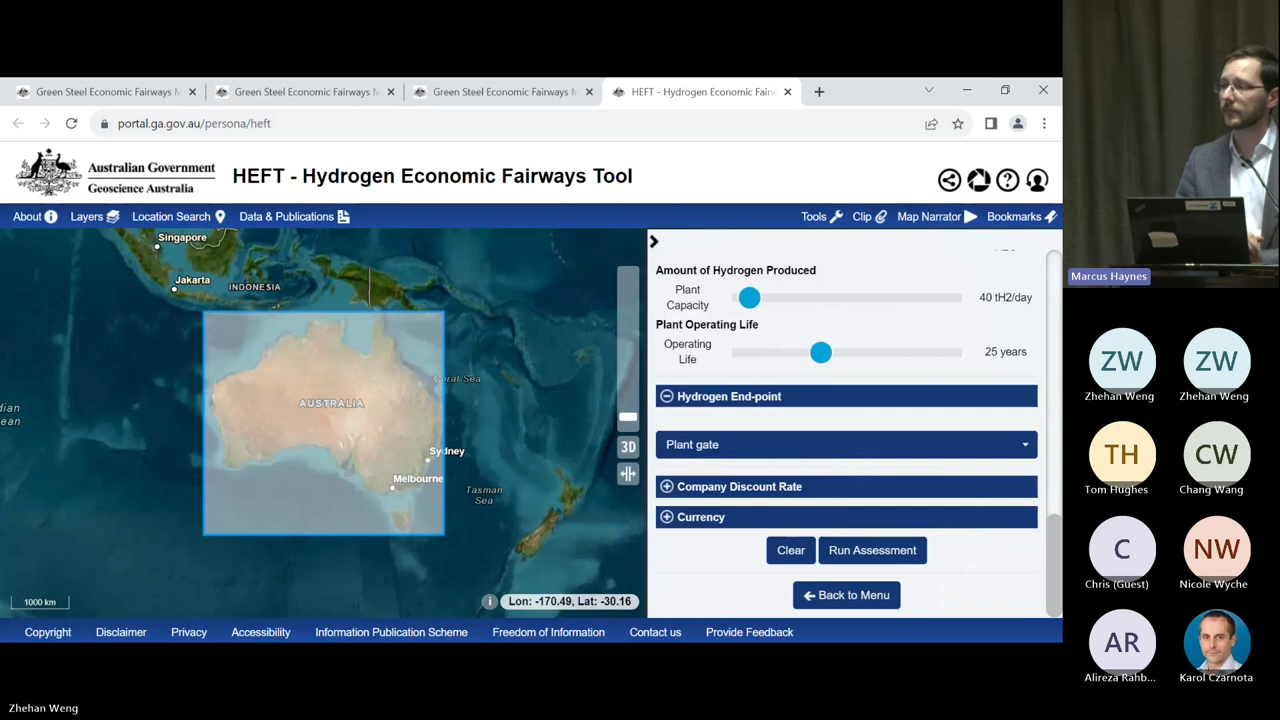 Green Steel Economic Fairways M
Green Steel Economic Fairways M
Green Steel Economic Fairways M
HEFT - Hydrogen Economic Fairw
portal.ga.gov.au/persona/heft
Australian Government
Geoscience Australia
HEFT - Hydrogen Economic Fairways Tool
About
Layers
Location Search
Data & Publications
Tools
Clip
Map Narrator
Bookmarks
Singapore
Jakarta
INDONESIA
Coral Sea
AUSTRALIA
Sydney
Melbourne
Tasman
Sea
dian
ean
3D
1000 km
Lon: -170.49, Lat: -30.16
Amount of Hydrogen Produced
Plant
Capacity
40 tH2/day
Plant Operating Life
Operating
Life
25 years
Hydrogen End-point
Plant gate
Company Discount Rate
Currency
Clear
Run Assessment
Back to Menu
Copyright
Disclaimer
Privacy
Accessibility
Information Publication Scheme
Freedom of Information
Contact us
Provide Feedback
Marcus Haynes
ZW
Zhehan Weng
ZW
Zhehan Weng
TH
Tom Hughes
CW
Chang Wang
C
Chris (Guest)
NW
Nicole Wyche
AR
Alireza Rahb...
Karol Czarnota
Zhehan Weng